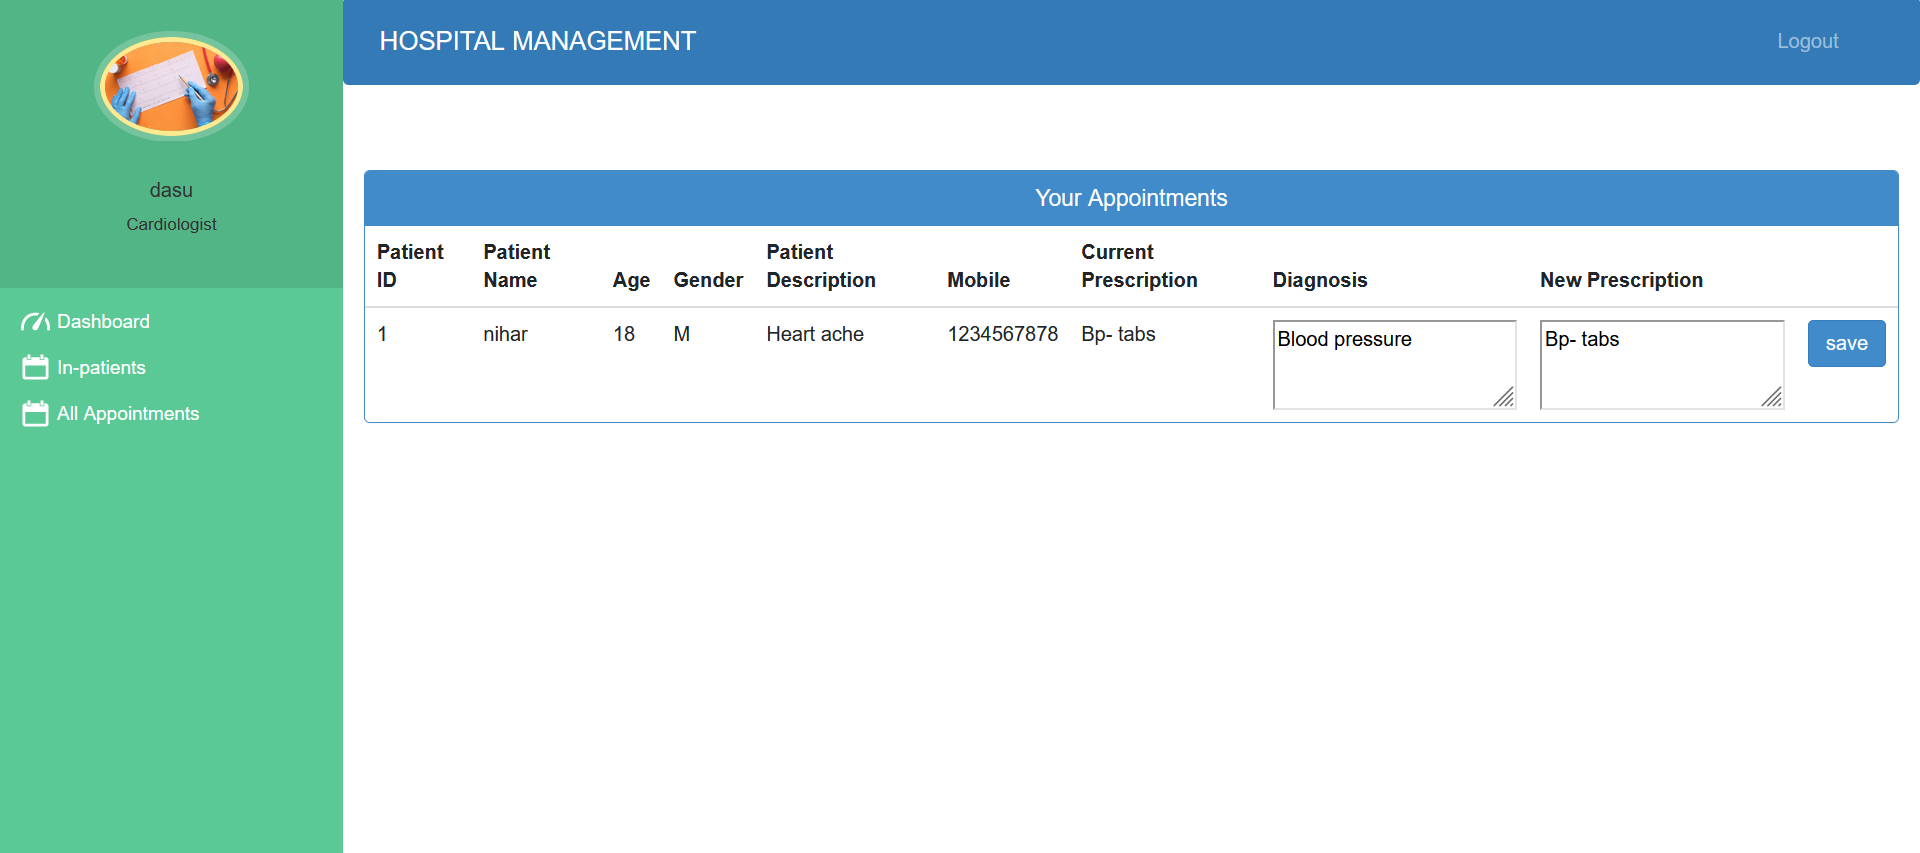 HOSPITAL MANAGEMENT
Logout
dasu
Cardiologist
Dashboard
In-patients
All Appointments
Your Appointments
Patient ID Patient Name Age Gender Patient Description Mobile Current Prescription Diagnosis New Prescription
1 nihar 18 M Heart ache 1234567878 Bp- tabs Blood pressure Bp- tabs save